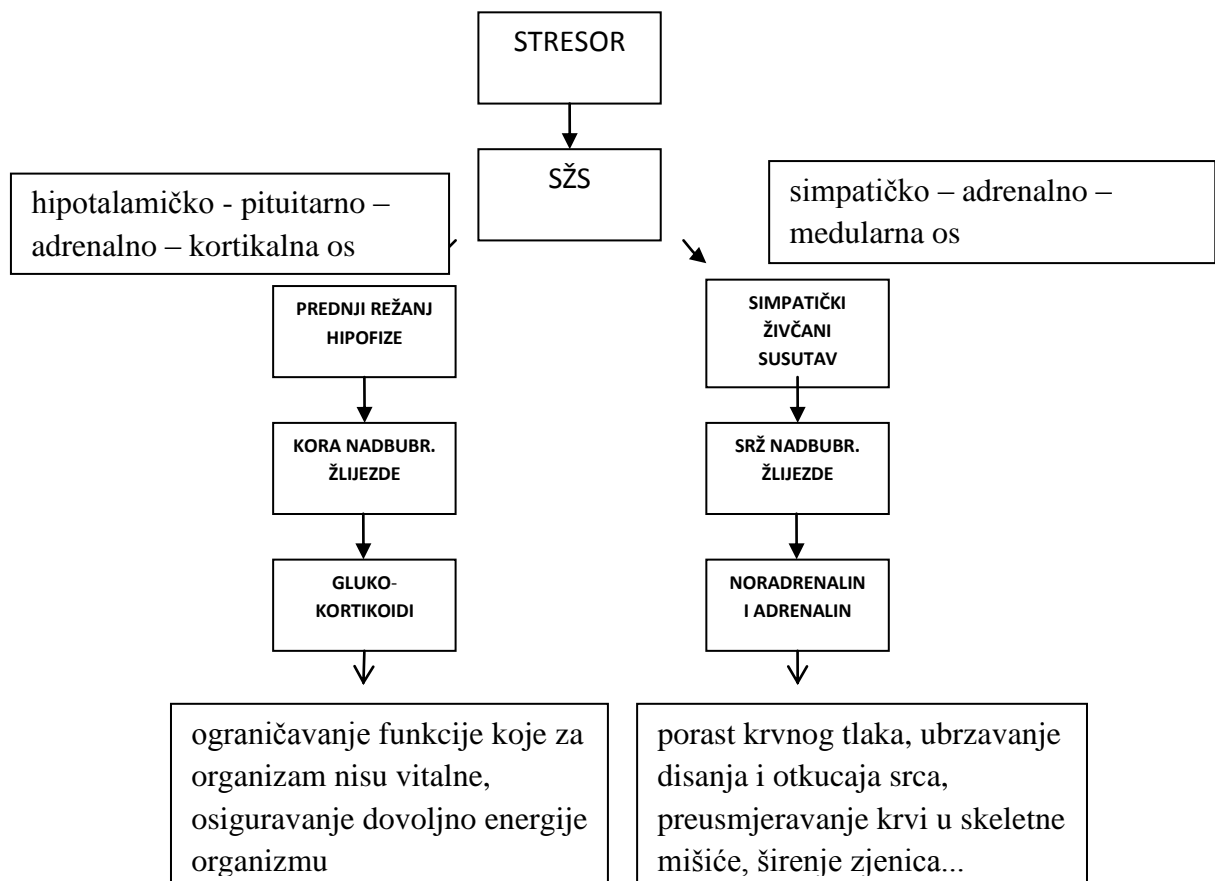 STRESOR
SŽS
hipotalamičko - pituitarno –
adrenalno – kortikalna os
simpatičko – adrenalno –
medularna os
PREDNJI REŽANJ
HIPOFIZE
SIMPATIČKI
ŽIVČANI
SUSUTAV
KORA NADBUBR.
ŽLIJEZDE
SRŽ NADBUBR.
ŽLIJEZDE
GLUKO-
KORTIKOIDI
NORADRENALIN
I ADRENALIN
ograničavanje funkcije koje za
organizam nisu vitalne,
osiguravanje dovoljno energije
organizmu
porast krvnog tlaka, ubrzavanje
disanja i otkucaja srca,
preusmjeravanje krvi u skeletne
mišiće, širenje zjenica...